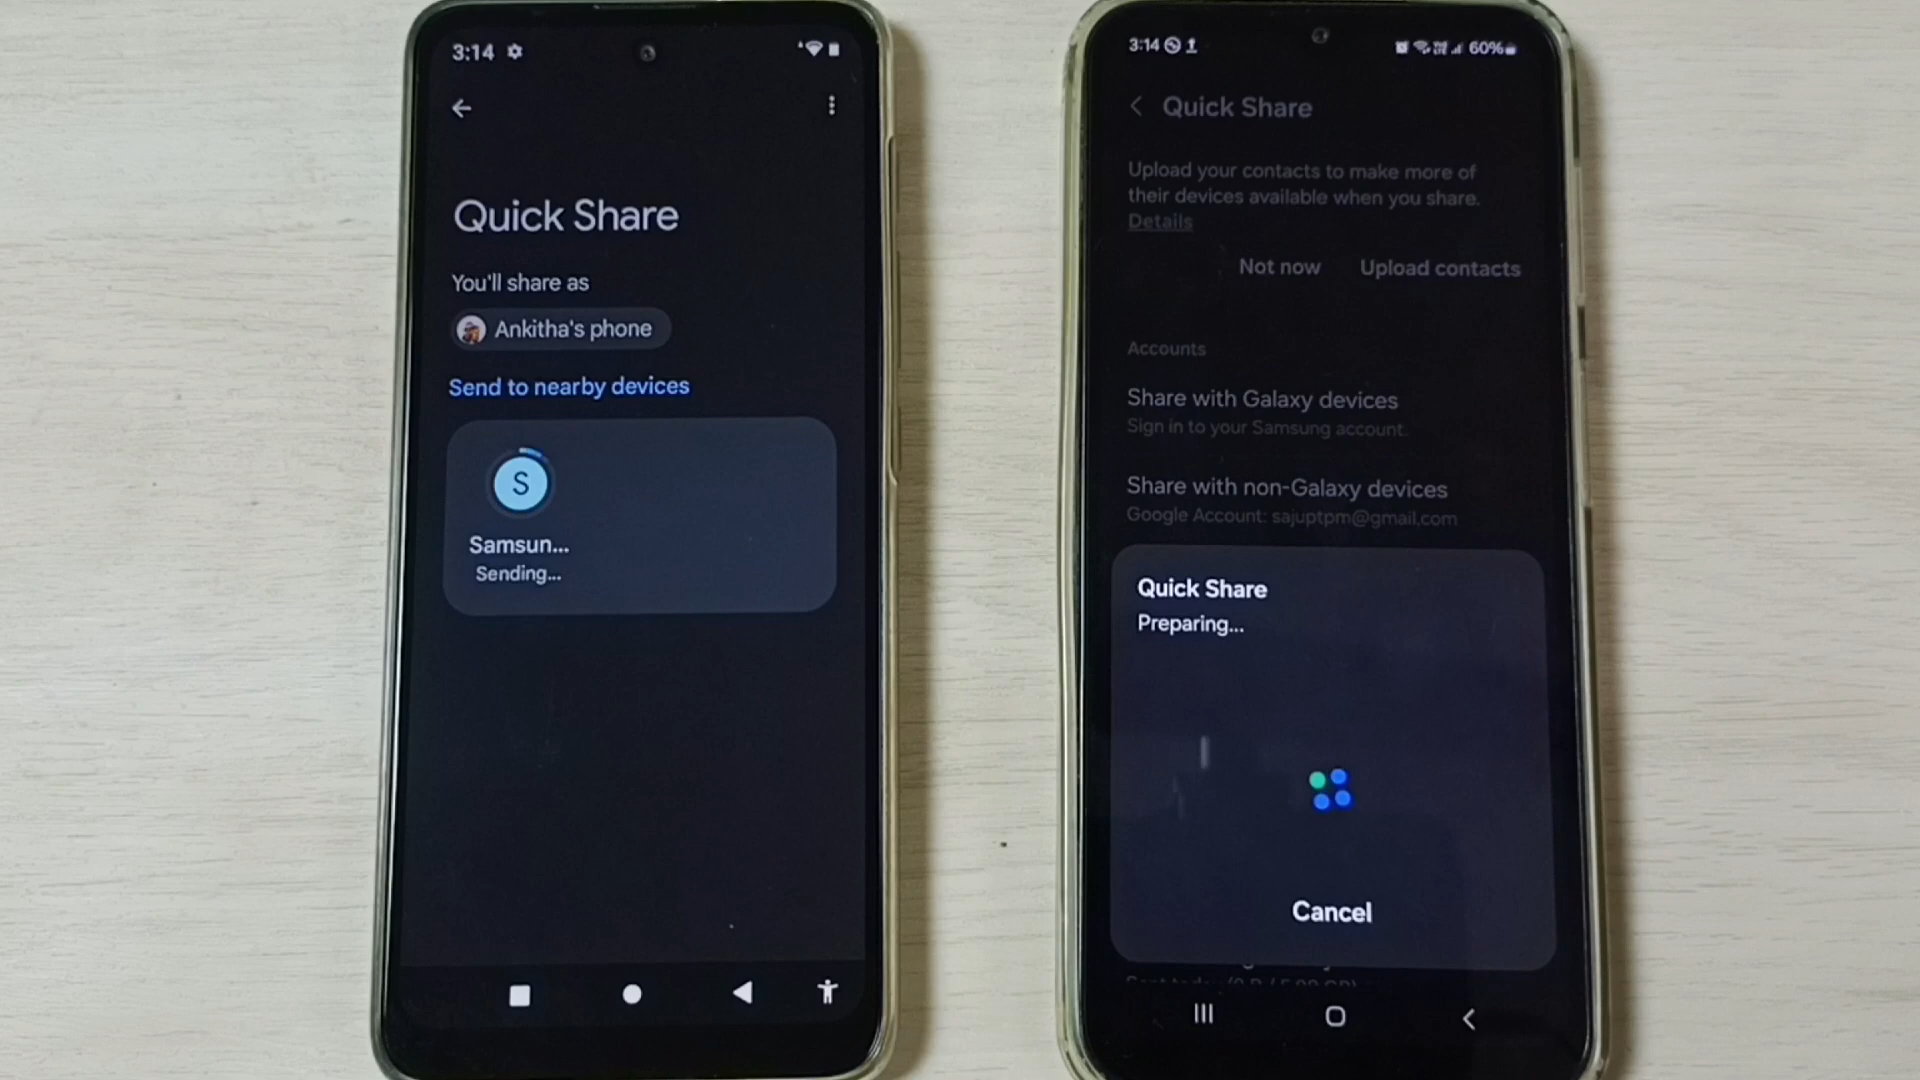 3:14
Quick Share
You'll share as
Ankitha's phone
Send to nearby devices
S
Samsun...
Sending...
3:14
60%
Quick Share
Upload your contacts to make more of
their devices available when you share.
Details
Not now
Upload contacts
Accounts
Share with Galaxy devices
Sign in to your Samsung account.
Share with non-Galaxy devices
Google Account: sajuptpm@gmail.com
Quick Share
Preparing...
Cancel